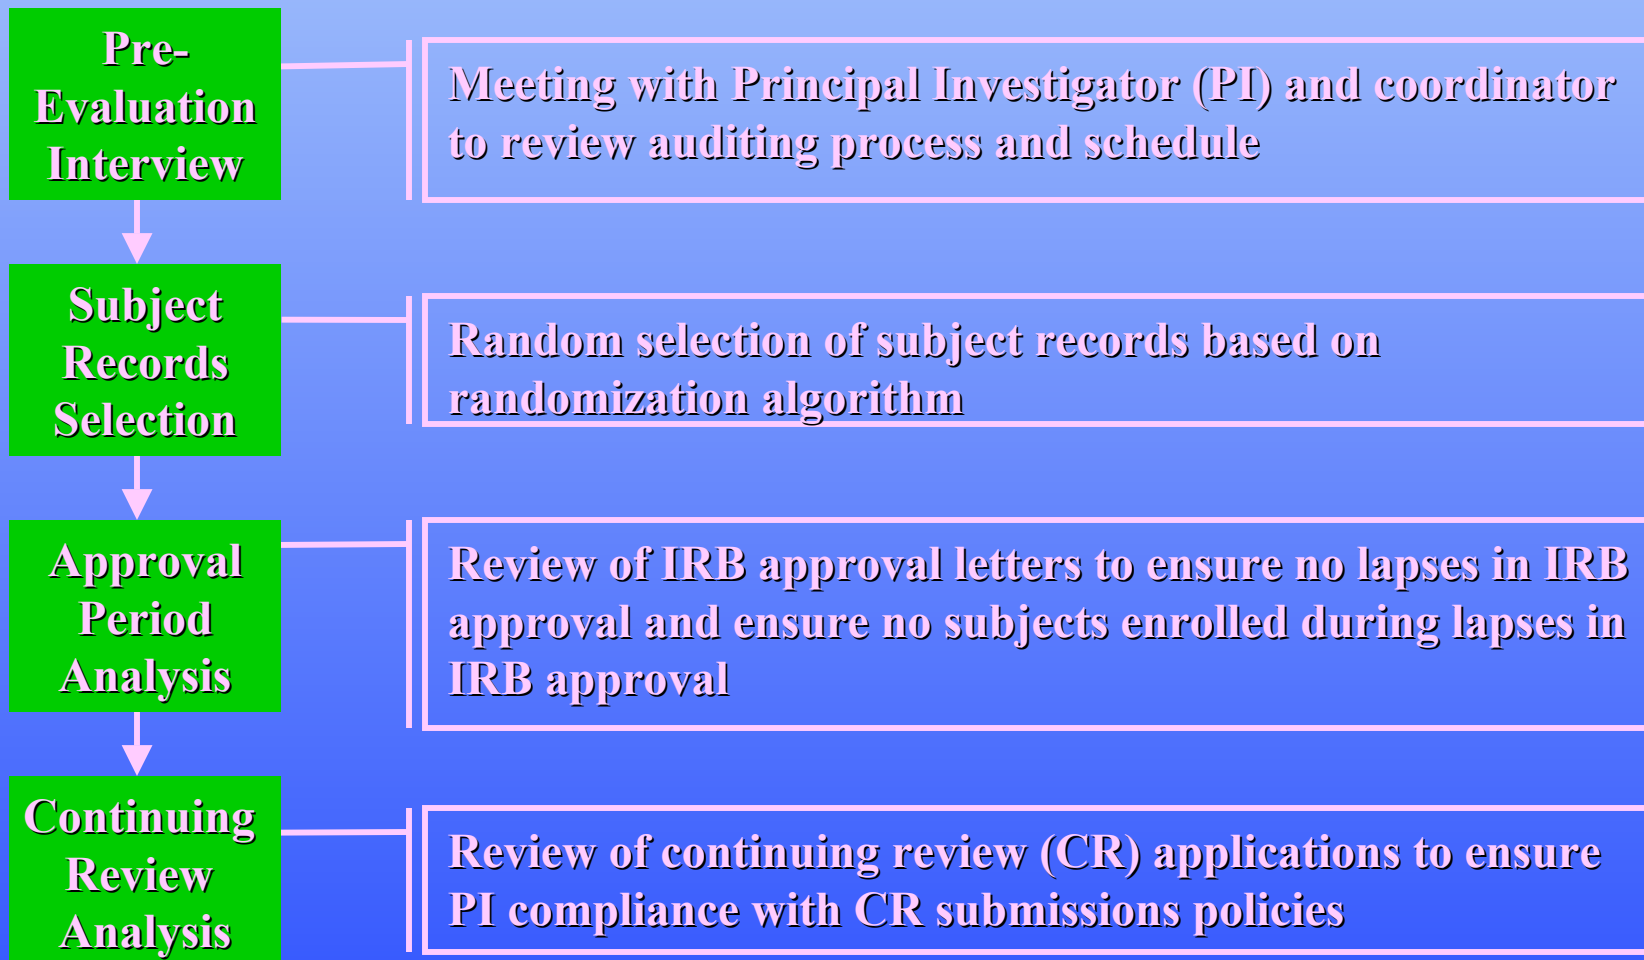 Pre-
Evaluation
Interview
Meeting with Principal Investigator (PI) and coordinator
to review auditing process and schedule
Subject
Records
Selection
Random selection of subject records based on
randomization algorithm
Approval
Period
Analysis
Review of IRB approval letters to ensure no lapses in IRB
approval and ensure no subjects enrolled during lapses in
IRB approval
Continuing
Review
Analysis
Review of continuing review (CR) applications to ensure
PI compliance with CR submissions policies